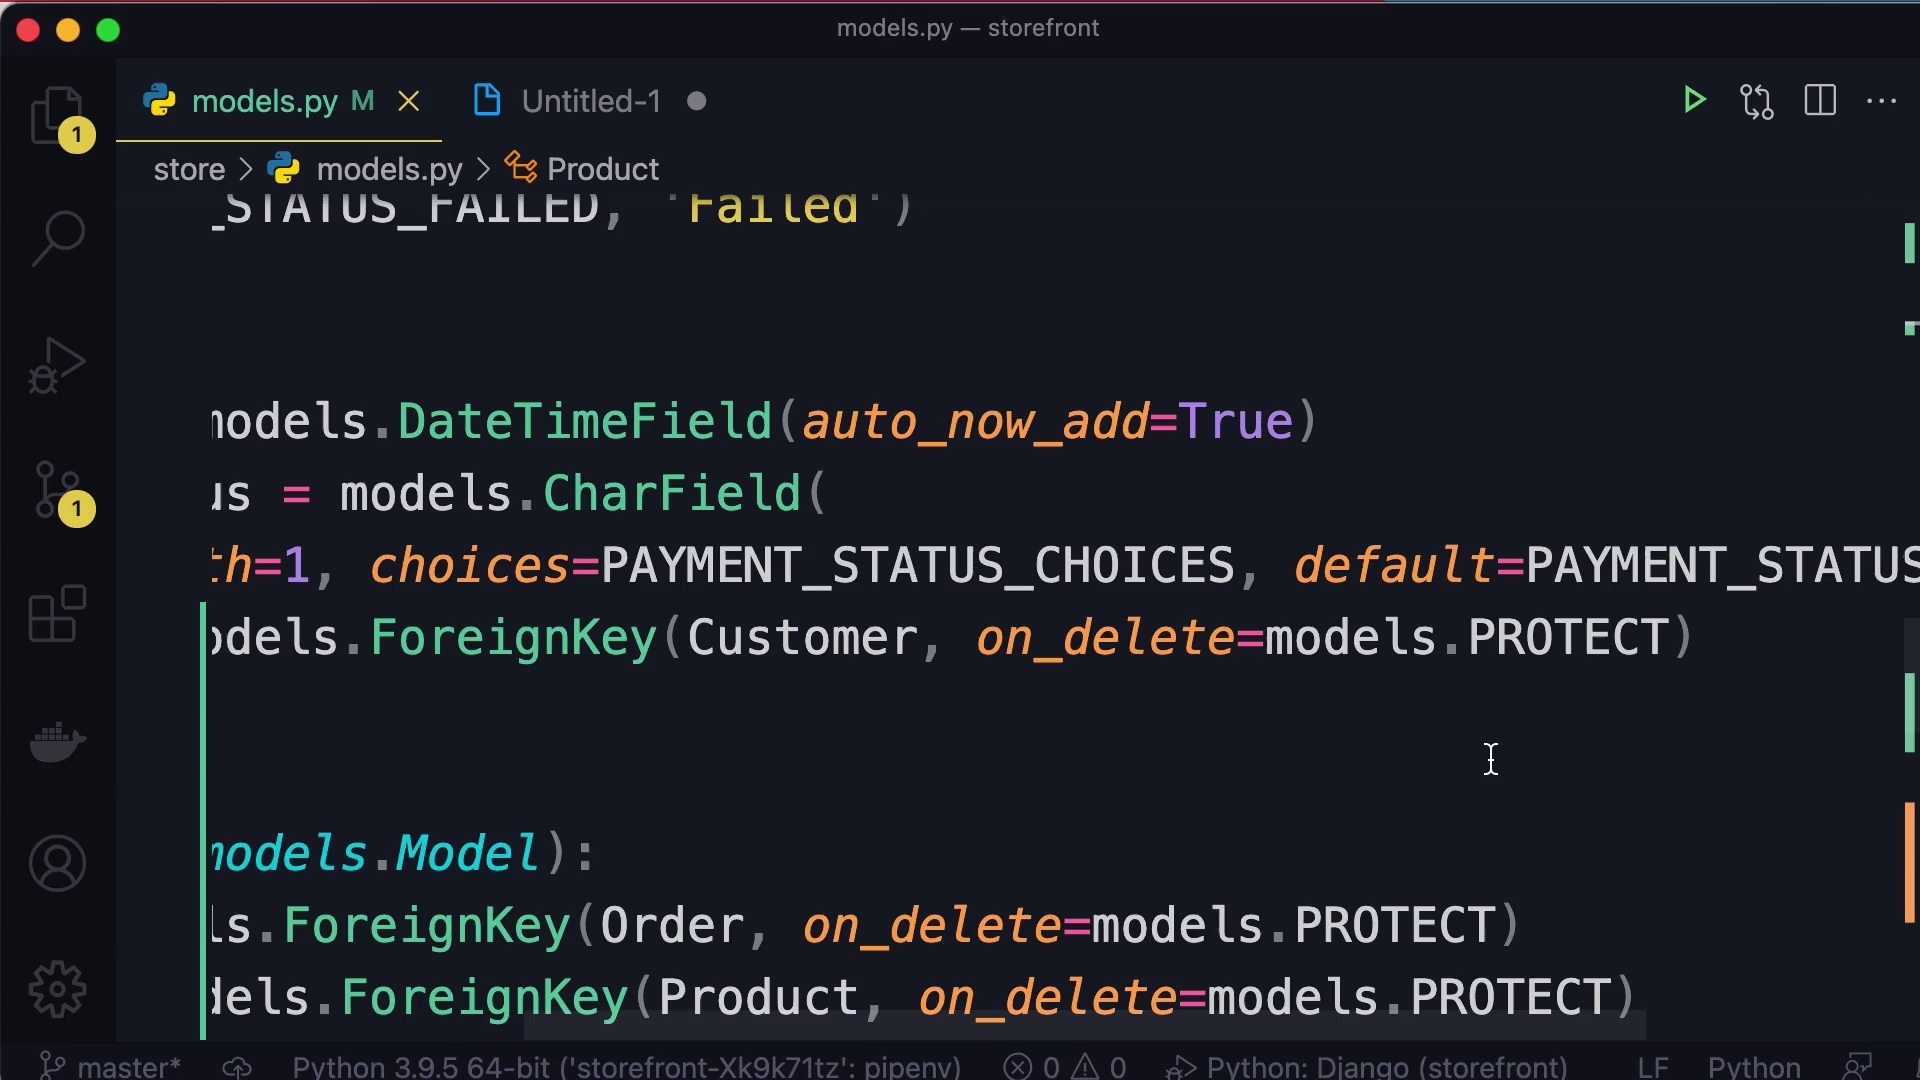 models.py — storefront
models.py M
Untitled-1
store > models.py > Product
_STATUS_FAILED, 'Failed')
models.DateTimeField(auto_now_add=True)
us = models.CharField(
th=1, choices=PAYMENT_STATUS_CHOICES, default=PAYMENT_STATUS
odels.ForeignKey(Customer, on_delete=models.PROTECT)
models.Model):
ls.ForeignKey(Order, on_delete=models.PROTECT)
dels.ForeignKey(Product, on_delete=models.PROTECT)
1
1
master* Python 3.9.5 64-bit ('storefront-Xk9k71tz': pipenv) 0 0 Python: Django (storefront) LF Python